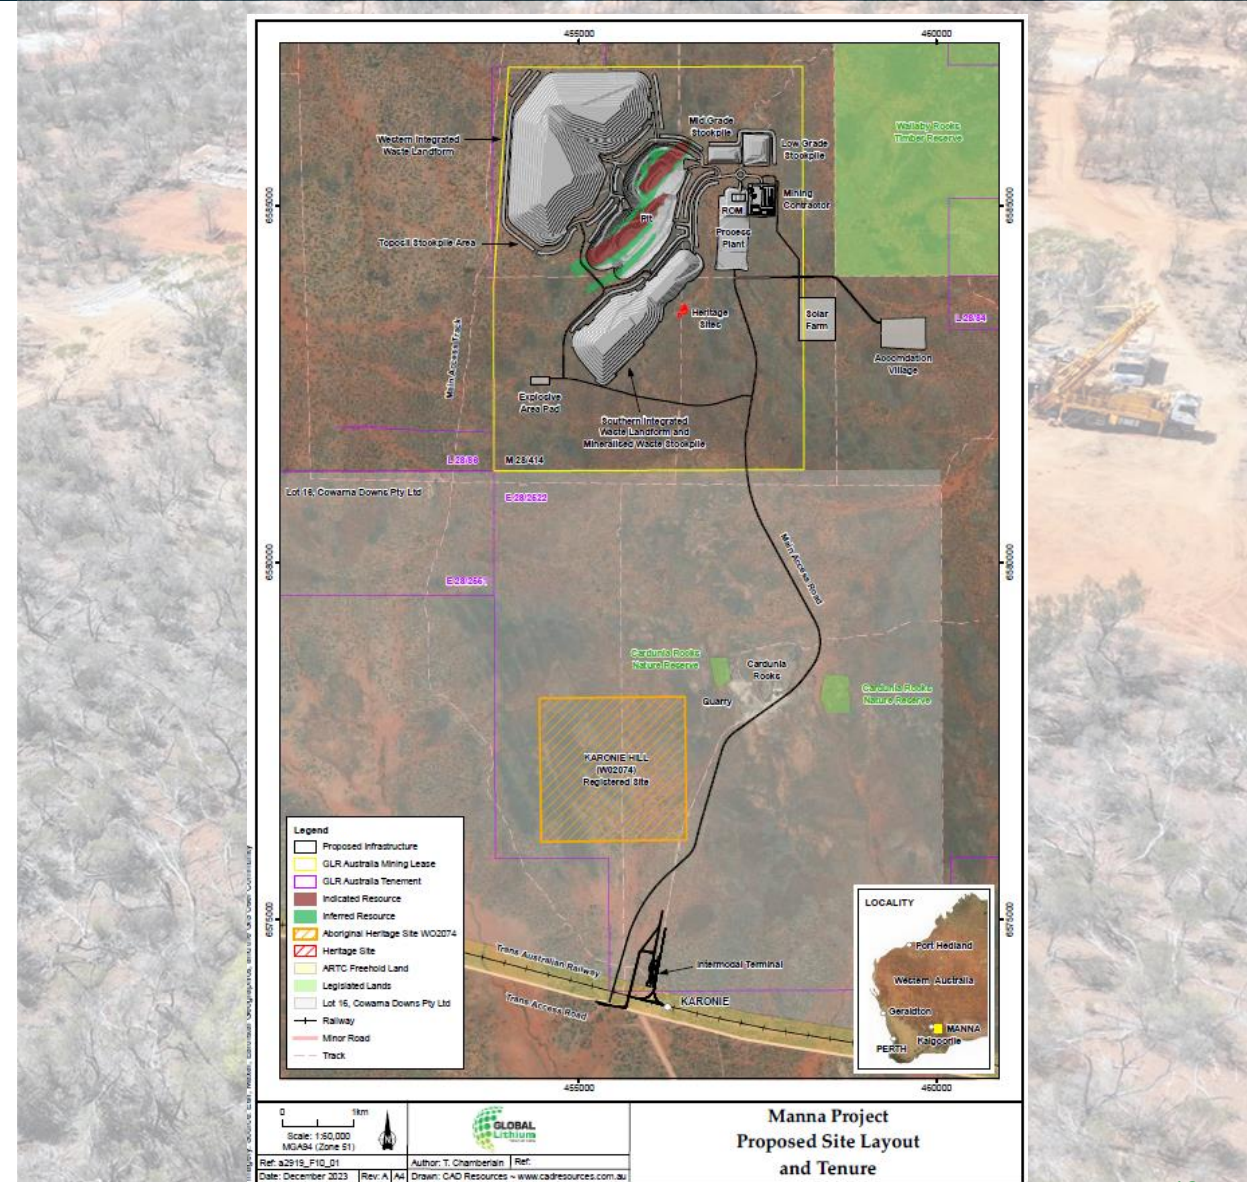 455000
460000
Western Integrated
Waste Landform
Mid Grade
Stockpile
Low Grade
Stockpile
Wallaby Rocks
Timber Reserve
6585000
6585000
Mining
Contractor
ROM
Pit
Process
Plant
Topsoil Stockpile Area
Heritage
Sites
Solar
Farm
L 28/84
Accomdation
Village
Main Access Track
Explosive
Area Pad
Southern Integrated
Waste Landform and
Mineralised Waste Stockpile
M 28/414
Lot 16, Cowarna Downs Pty Ltd
E 28/2522
Main Access Road
6580000
6580000
Cardunia Rocks
Nature Reserve
Cardunia
Rocks
Cardunia Rocks
Nature Reserve
Quarry
KARONIE HILL
(W02074)
Registered Site
Legend
Proposed Infrastructure
GLR Australia Mining Lease
GLR Australia Tenement
Indicated Resource
Inferred Resource
Aboriginal Heritage Site WO2074
Heritage Site
ARTC Freehold Land
Legislated Lands
Lot 16, Cowarna Downs Pty Ltd
Railway
Minor Road
Track
6575000
6575000
Trans Australian Railway
Trans Access Road
Intermodal Terminal
KARONIE
LOCALITY
Port Hedland
Western Australia
Geraldton
MANNA
Kalgoorlie
PERTH
455000
460000
0 1km
Scale: 1:60,000
MGA94 (Zone 51)
N
GLOBAL
Lithium
Manna Project
Proposed Site Layout
and Tenure
Ref: a2919_F10_01
Author: T. Chamberlain
Ref:
Date: December 2023
Rev: A
A4
Drawn: CAD Resources ~ www.cadresources.com.au